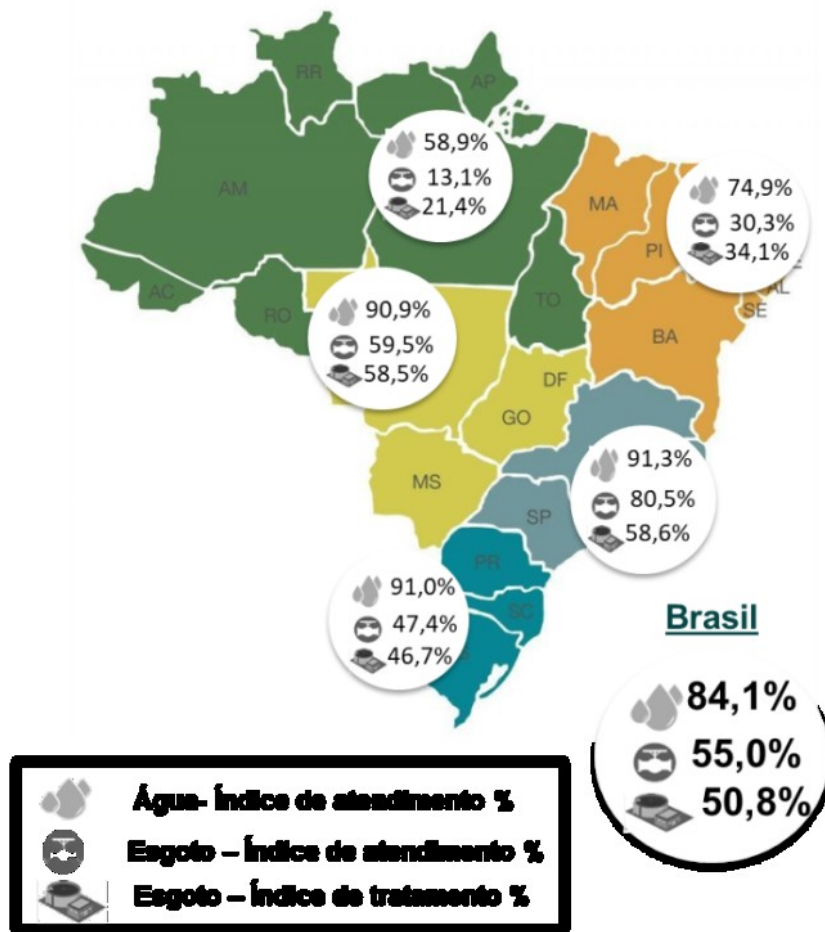 RR
AP
58,9%
13,1%
21,4%
AM
MA
74,9%
30,3%
34,1%
PI
E
AL
SE
AC
RO
TO
BA
90,9%
59,5%
58,5%
DF
GO
MS
91,3%
80,5%
58,6%
SP
PR
91,0%
47,4%
46,7%
SC
S
Brasil
84,1%
55,0%
50,8%
Água- Índice de atendimento %
Esgoto – Índice de atendimento %
Esgoto – Índice de tratamento %